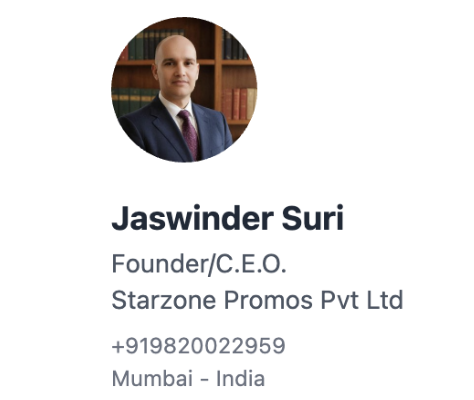 Jaswinder Suri
Founder/C.E.O.
Starzone Promos Pvt Ltd
+919820022959
Mumbai - India